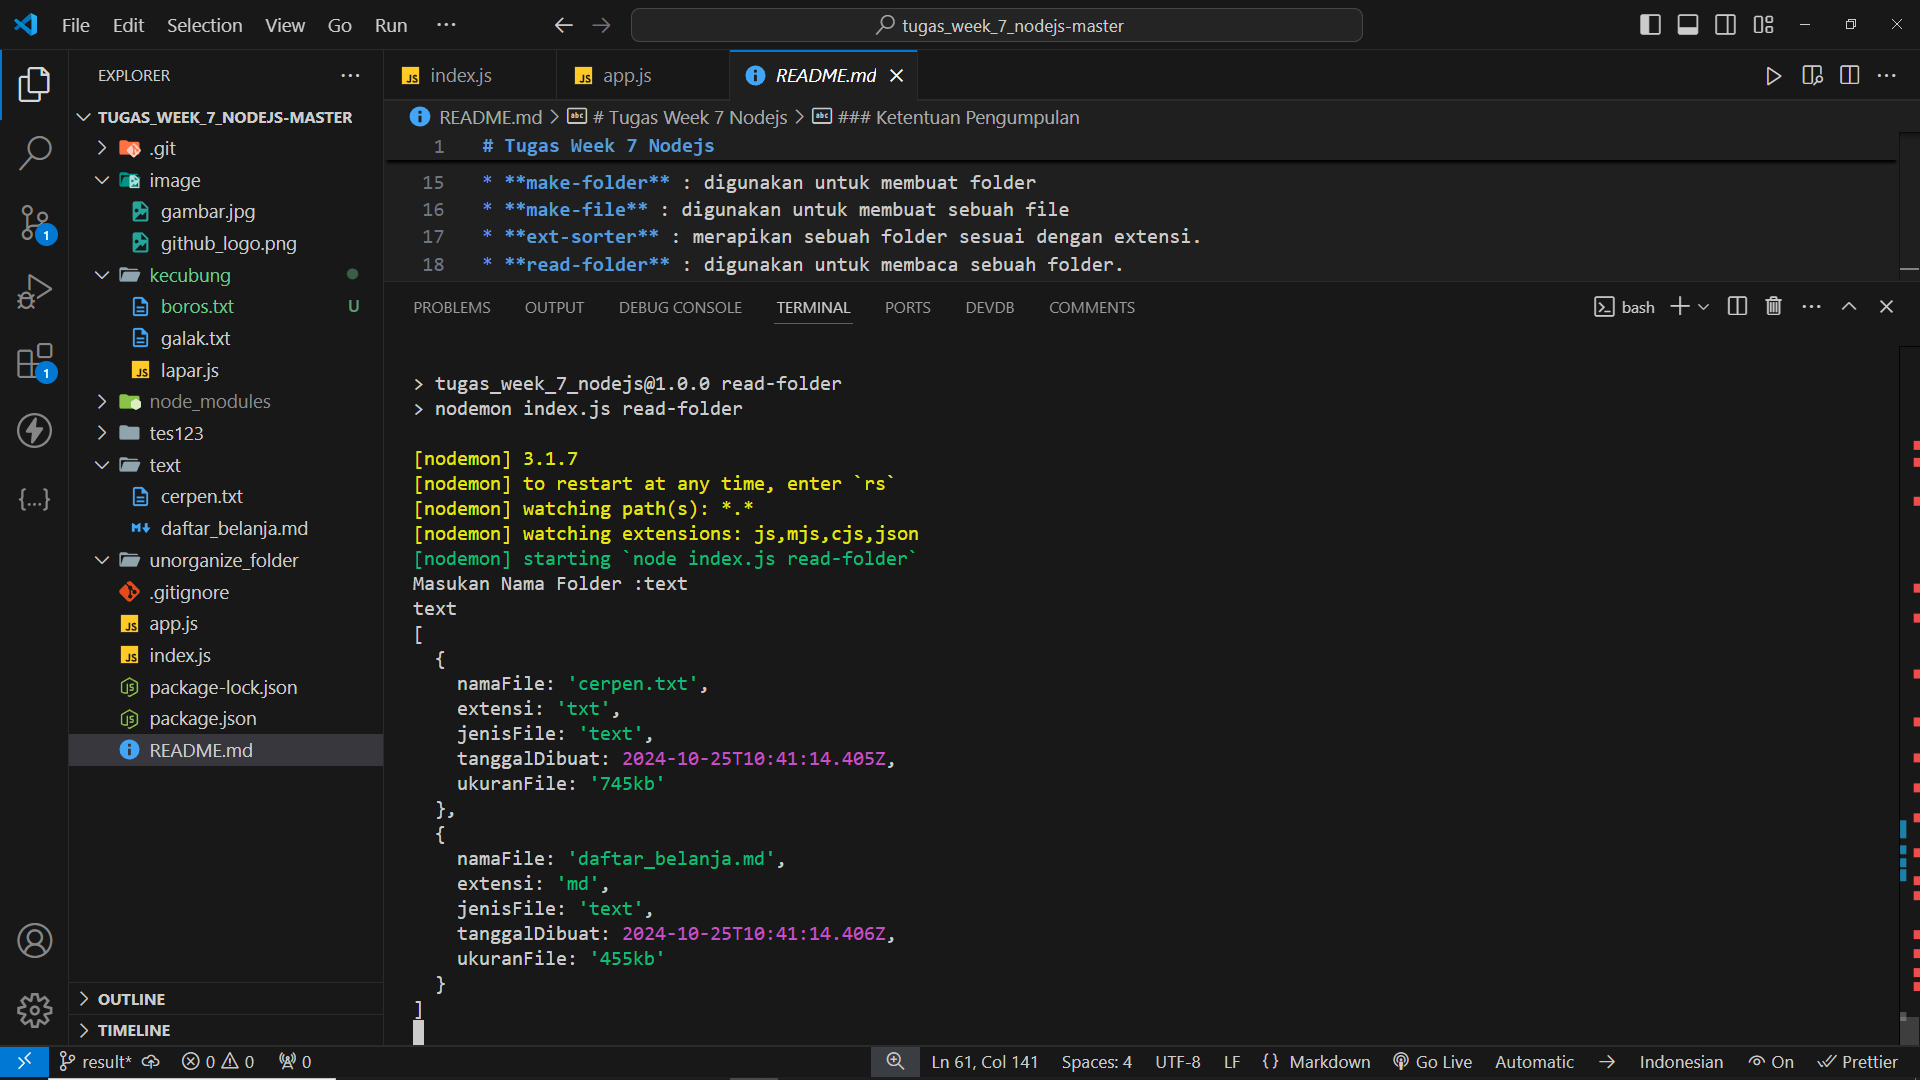 File Edit Selection View Go Run ···
tugas_week_7_nodejs-master
EXPLORER
index.js
app.js
README.md
TUGAS_WEEK_7_NODEJS-MASTER
.git
image
gambar.jpg
github_logo.png
kecubung
boros.txt U
galak.txt
lapar.js
node_modules
tes123
text
cerpen.txt
daftar_belanja.md
unorganize_folder
.gitignore
app.js
index.js
package-lock.json
package.json
README.md
OUTLINE
TIMELINE
1
1
README.md > # Tugas Week 7 Nodejs > ### Ketentuan Pengumpulan
1 # Tugas Week 7 Nodejs
15 * **make-folder** : digunakan untuk membuat folder
16 * **make-file** : digunakan untuk membuat sebuah file
17 * **ext-sorter** : merapikan sebuah folder sesuai dengan extensi.
18 * **read-folder** : digunakan untuk membaca sebuah folder.
PROBLEMS OUTPUT DEBUG CONSOLE TERMINAL PORTS DEVDB COMMENTS
bash
> tugas_week_7_nodejs@1.0.0 read-folder
> nodemon index.js read-folder
[nodemon] 3.1.7
[nodemon] to restart at any time, enter `rs`
[nodemon] watching path(s): *.*
[nodemon] watching extensions: js,mjs,cjs,json
[nodemon] starting `node index.js read-folder`
Masukan Nama Folder :text
text
[
{
namaFile: 'cerpen.txt',
extensi: 'txt',
jenisFile: 'text',
tanggalDibuat: 2024-10-25T10:41:14.405Z,
ukuranFile: '745kb'
},
{
namaFile: 'daftar_belanja.md',
extensi: 'md',
jenisFile: 'text',
tanggalDibuat: 2024-10-25T10:41:14.406Z,
ukuranFile: '455kb'
}
]
result* 0 0 0 Ln 61, Col 141 Spaces: 4 UTF-8 LF {} Markdown Go Live Automatic Indonesian On Prettier